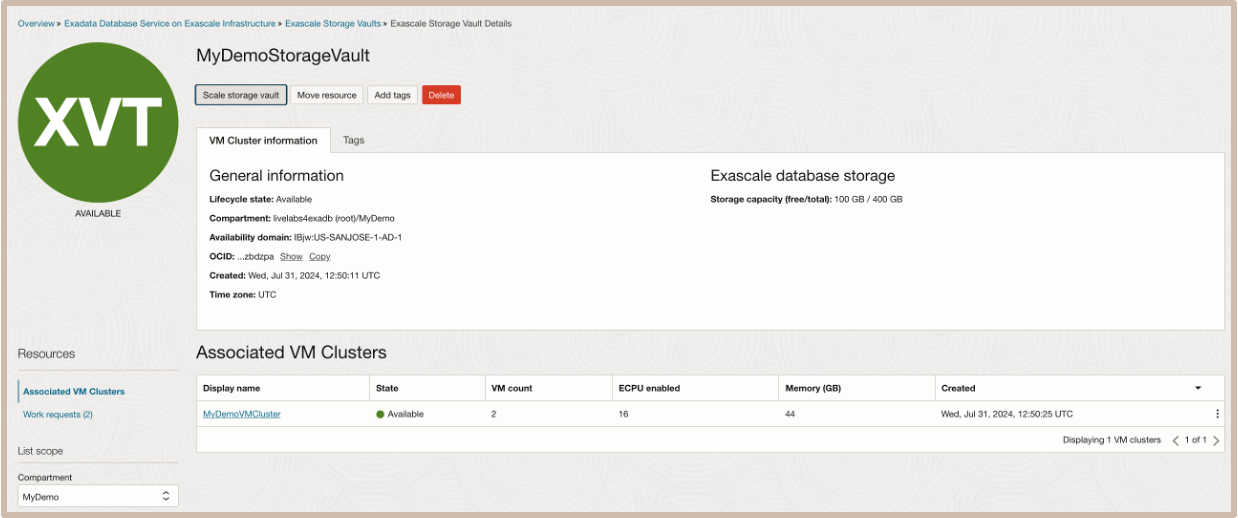 Overview » Exadata Database Service on Exascale Infrastructure » Exascale Storage Vaults » Exascale Storage Vault Details
XVT
AVAILABLE
MyDemoStorageVault
Scale storage vault Move resource Add tags Delete
VM Cluster information Tags
General information
Lifecycle state: Available
Compartment: livelabs4exadb (root)/MyDemo
Availability domain: IBjw:US-SANJOSE-1-AD-1
OCID: ...zbdzpa Show Copy
Created: Wed, Jul 31, 2024, 12:50:11 UTC
Time zone: UTC
Exascale database storage
Storage capacity (free/total): 100 GB / 400 GB
Resources
Associated VM Clusters
Work requests (2)
List scope
Compartment
MyDemo
Associated VM Clusters
Display name State VM count ECPU enabled Memory (GB) Created
MyDemoVMCluster Available 2 16 44 Wed, Jul 31, 2024, 12:50:25 UTC
Displaying 1 VM clusters < 1 of 1 >